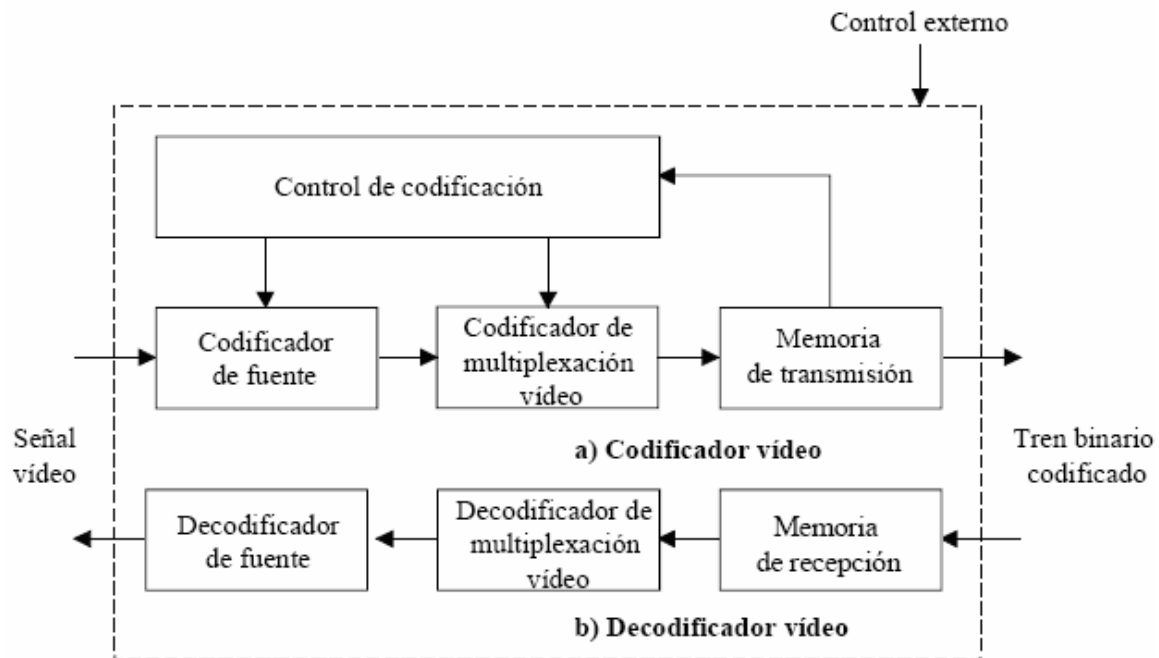 Control externo
Control de codificación
Codificador
de fuente
Codificador de
multiplexación
vídeo
Memoria
de transmisión
a) Codificador vídeo
Señal
vídeo
Tren binario
codificado
Decodificador
de fuente
Decodificador de
multiplexación
vídeo
Memoria
de recepción
b) Decodificador vídeo